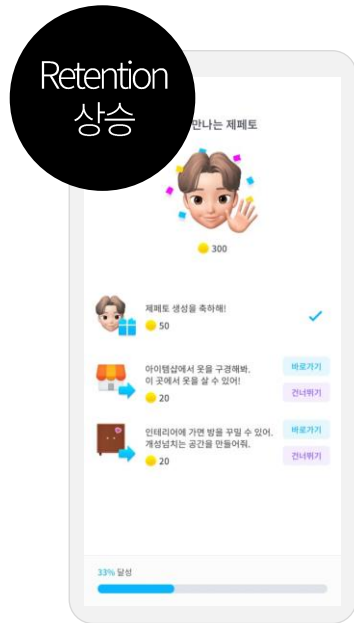 Retention
상승
만나는 제페토
300
제페토 생성을 축하해!
50
아이템샵에서 옷을 구경해봐.
이 곳에서 옷을 살 수 있어!
20
바로가기
건너뛰기
인테리어에 가면 방을 꾸밀 수 있어.
개성넘치는 공간을 만들어줘.
20
바로가기
건너뛰기
33% 달성